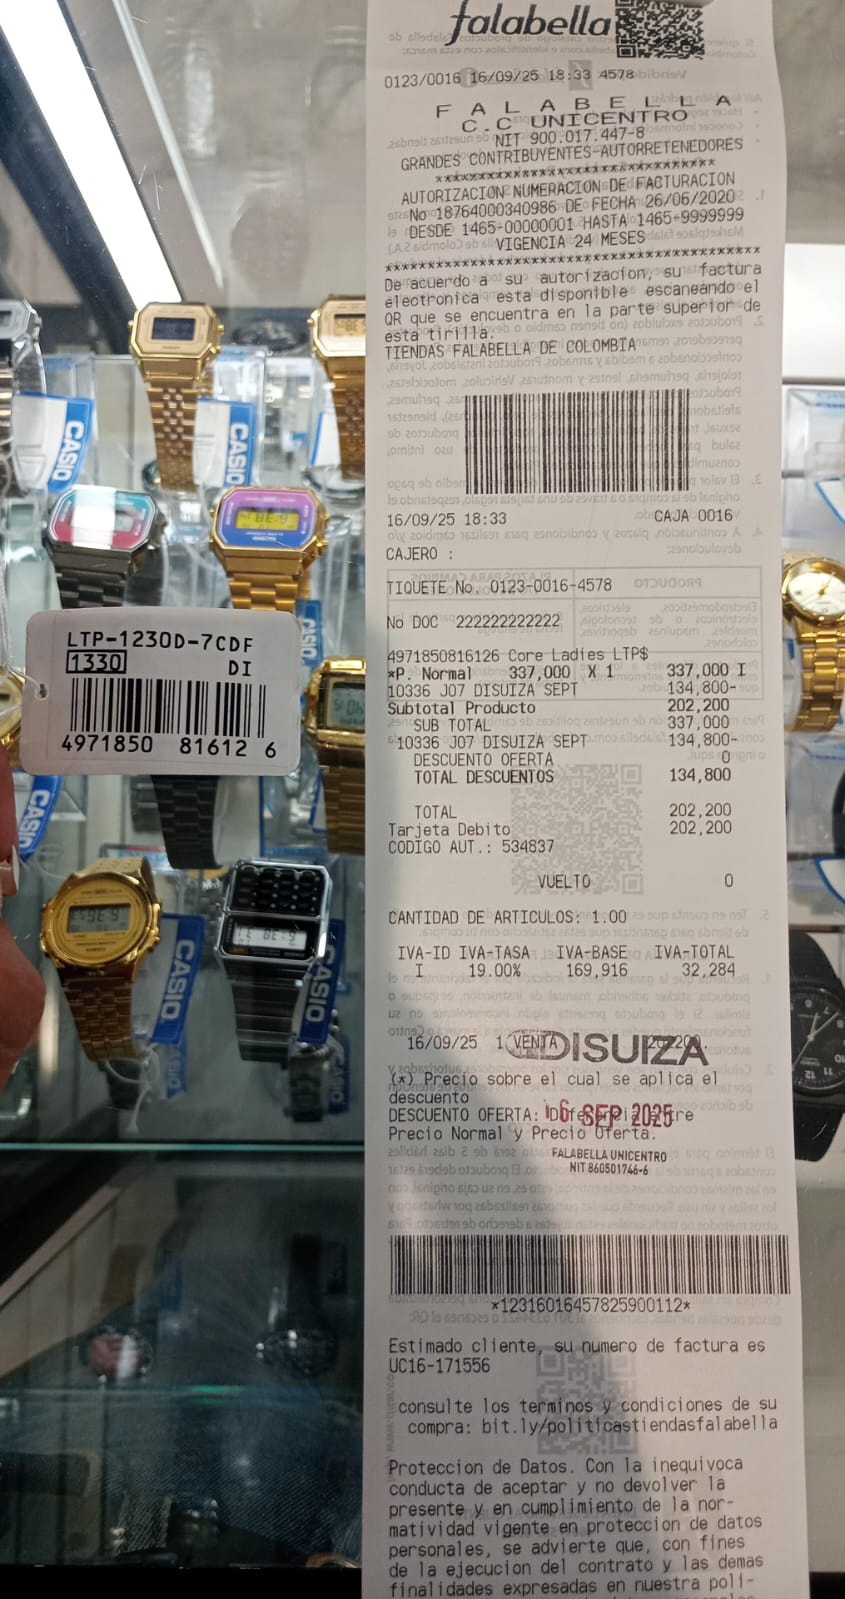 falabella
0123/0016 16/09/25 18:33 4578
F A L A B E L L A
C.C UNICENTRO
NIT 900.017.447-8
GRANDES CONTRIBUYENTES-AUTORRETENEDORES
**********************************
AUTORIZACION NUMERACION DE FACTURACION
No 18764000340986 DE FECHA 26/06/2020
DESDE 1465-00000001 HASTA 1465-9999999
VIGENCIA 24 MESES
**********************************************
De acuerdo a su autorizacion, su factura
electronica esta disponible escaneando el
QR que se encuentra en la parte superior de
esta tirilla.
TIENDAS FALABELLA DE COLOMBIA
16/09/25 18:33 CAJA 0016
CAJERO :
TIQUETE No. 0123-0016-4578
No DOC 222222222222
4971850816126 Core Ladies LTP$
*P. Normal 337,000 X 1 337,000 I
10336 J07 DISUIZA SEPT 134,800-
Subtotal Producto 202,200
SUB TOTAL 337,000
10336 J07 DISUIZA SEPT 134,800-
DESCUENTO OFERTA 0
TOTAL DESCUENTOS 134,800
TOTAL 202,200
Tarjeta Debito 202,200
CODIGO AUT.: 534837
VUELTO 0
CANTIDAD DE ARTICULOS: 1.00
IVA-ID IVA-TASA IVA-BASE IVA-TOTAL
I 19.00% 169,916 32,284
16/09/25 1 VENTA
DISUIZA
(*) Precio sobre el cual se aplica el
descuento
DESCUENTO OFERTA: Diferencia entre
16 SEP 2025
Precio Normal y Precio Oferta.
FALABELLA UNICENTRO
NIT 860501746-6
*12316016457825900112*
Estimado cliente, su numero de factura es
UC16-171556
consulte los terminos y condiciones de su
compra: bit.ly/politicastiendasfalabella
Proteccion de Datos. Con la inequivoca
conducta de aceptar y no devolver la
presente y en cumplimiento de la nor-
matividad vigente en proteccion de datos
personales, se advierte que, con fines
de la ejecucion del contrato y las demas
finalidades expresadas en nuestra poli-
LTP-1230D-7CDF
1330 DI
4971850 81612 6
CASIO
CASIO
CASIO
CASIO
CASIO
CASIO